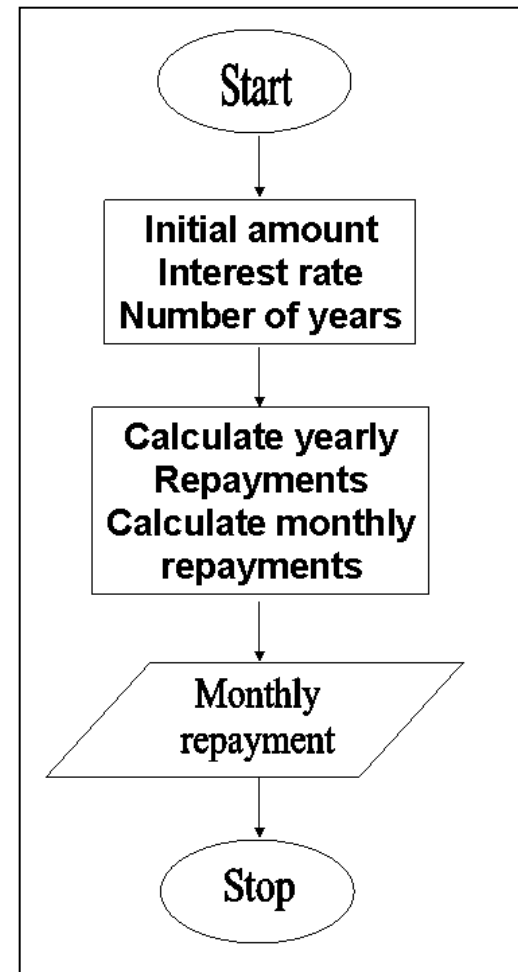 Start
Initial amount
Interest rate
Number of years
Calculate yearly
Repayments
Calculate monthly
repayments
Monthly
repayment
Stop